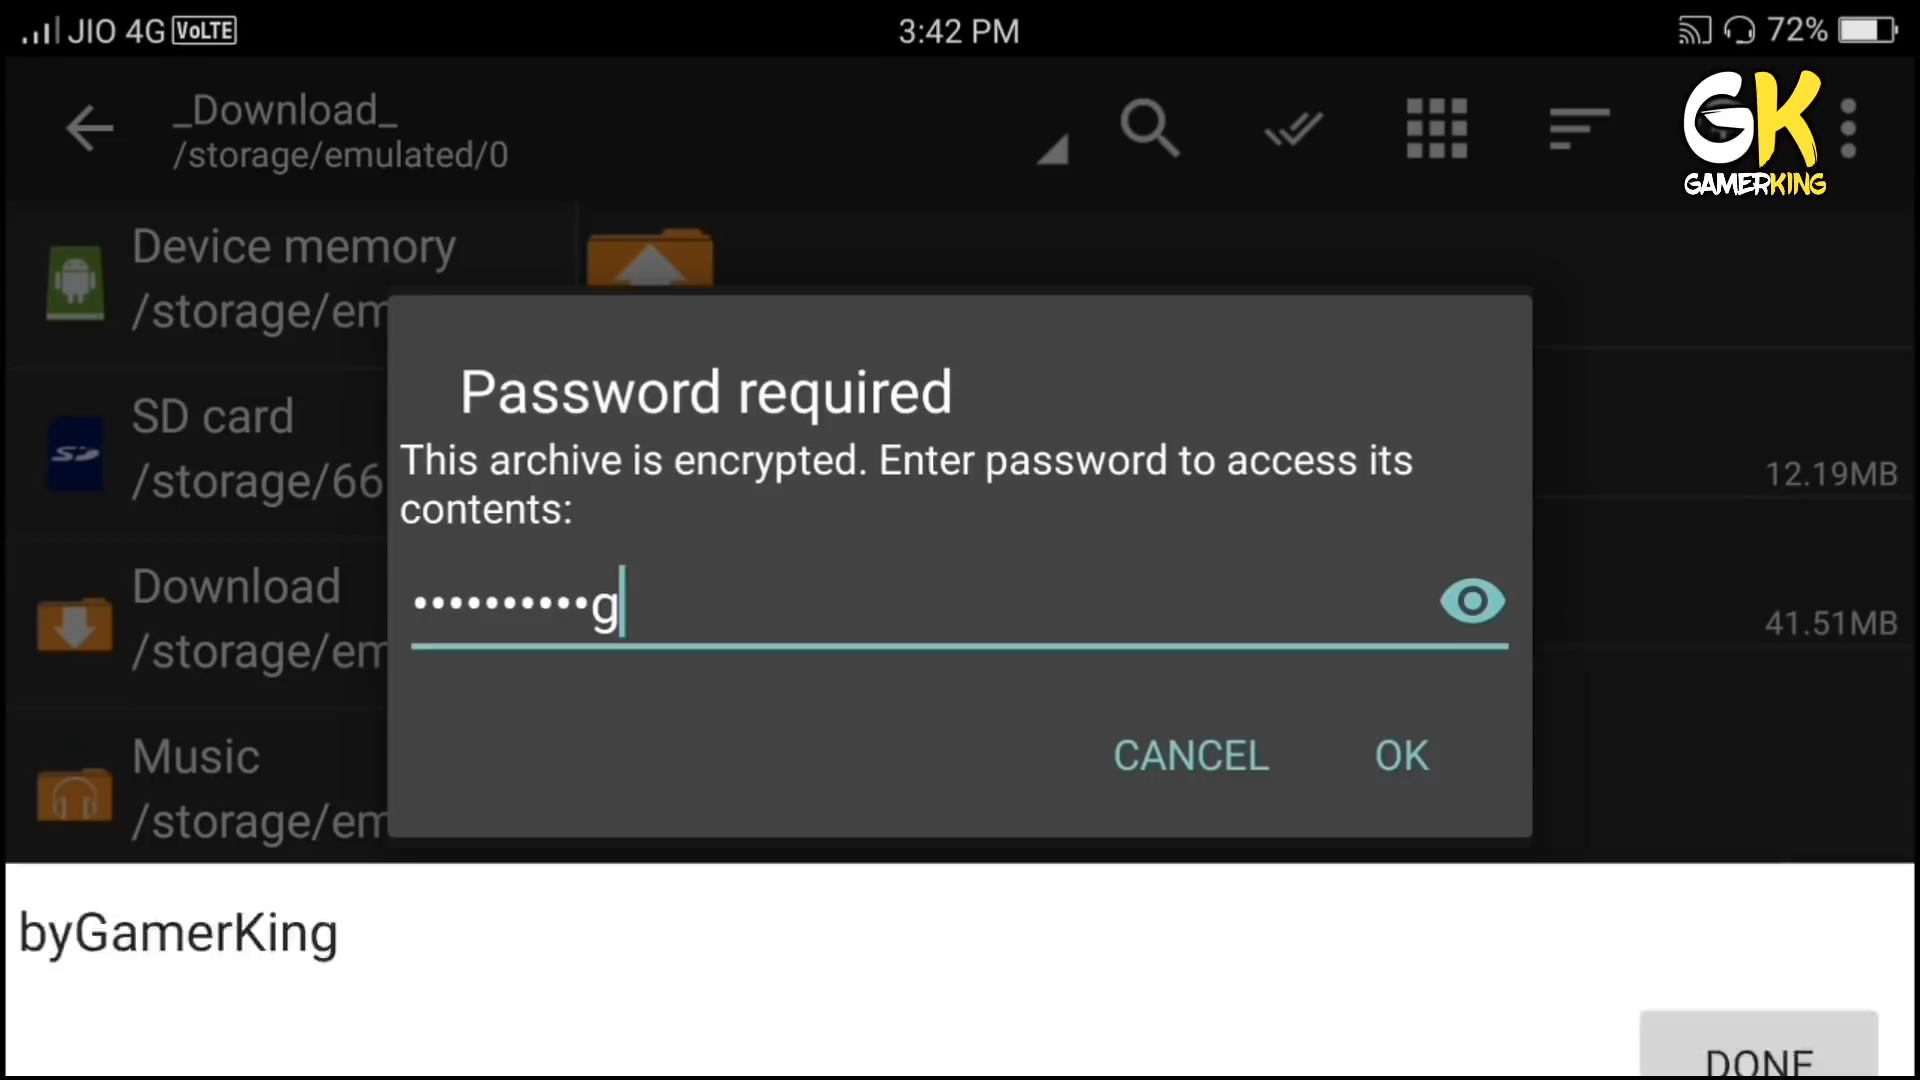 JIO 4G VoLTE
3:42 PM
72%
_Download_
/storage/emulated/0
GK
GAMERKING
Device memory
/storage/em
SD card
/storage/66
12.19MB
Download
/storage/em
41.51MB
Music
/storage/em
Password required
This archive is encrypted. Enter password to access its
contents:
••••••••••g
CANCEL
OK
byGamerKing
DONE